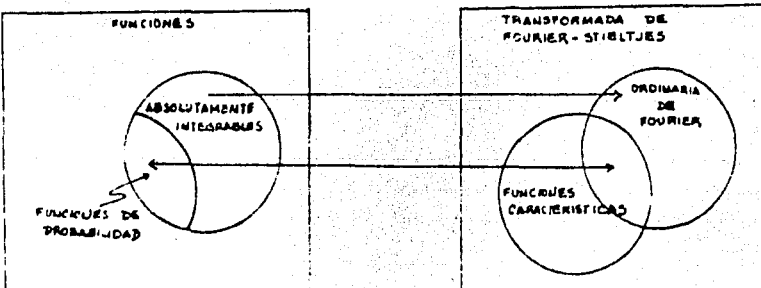 FUNCIONES
ABSOLUTAMENTE
INTEGRABLES
FUNCIONES DE
PROBABILIDAD
TRANSFORMADA DE
FOURIER-STIELTJES
ORDINARIA
DE
FOURIER
FUNCIONES
CARACTERISTICAS